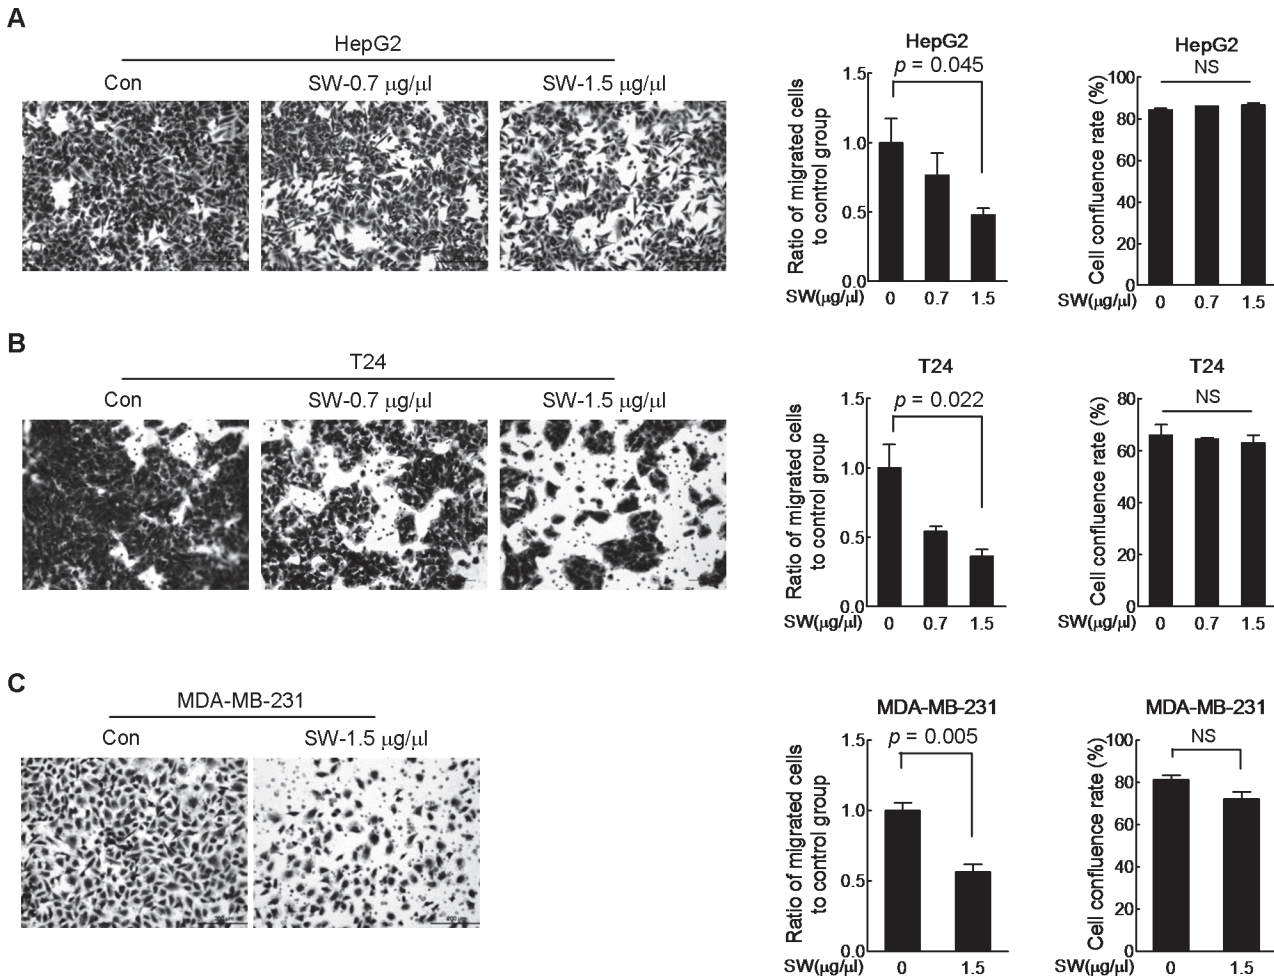 A
HepG2
Con
SW-0.7 μg/μl
SW-1.5 μg/μl
HepG2
p = 0.045
1.5
1.0
0.5
0.0
Ratio of migrated cells
to control group
SW(μg/μl)
0
0.7
1.5
HepG2
NS
100
80
60
40
20
0
Cell confluence rate (%)
SW(μg/μl)
0
0.7
1.5
B
T24
Con
SW-0.7 μg/μl
SW-1.5 μg/μl
T24
p = 0.022
1.5
1.0
0.5
0.0
Ratio of migrated cells
to control group
SW(μg/μl)
0
0.7
1.5
T24
NS
80
60
40
20
0
Cell confluence rate (%)
SW(μg/μl)
0
0.7
1.5
C
MDA-MB-231
Con
SW-1.5 μg/μl
MDA-MB-231
p = 0.005
1.5
1.0
0.5
0.0
Ratio of migrated cells
to control group
SW(μg/μl)
0
1.5
MDA-MB-231
NS
100
80
60
40
20
0
Cell confluence rate (%)
SW(μg/μl)
0
1.5